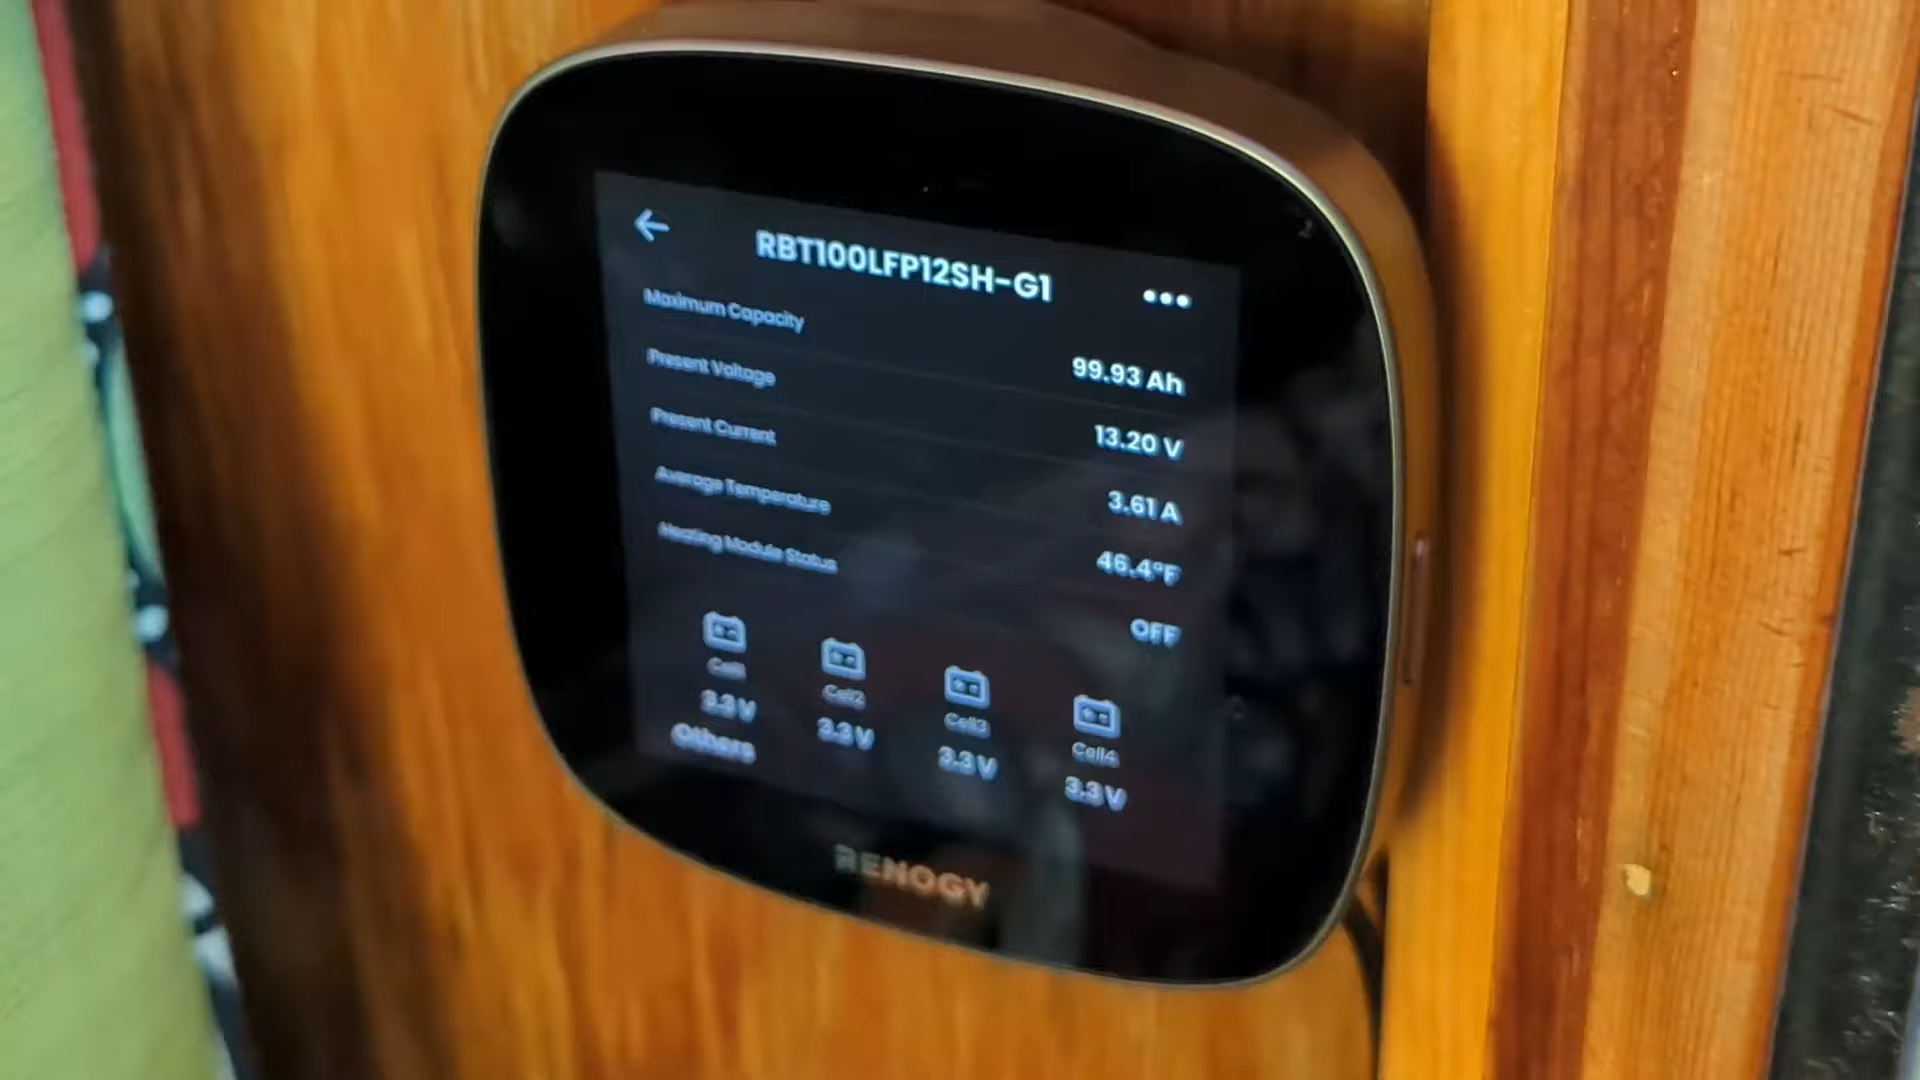 RBT100LFP12SH-G1
Maximum Capacity 99.93 Ah
Present Voltage 13.20 V
Present Current 3.61 A
Average Temperature 46.4°F
Heating Module Status OFF
Cell1 Cell2 Cell3 Cell4
3.3 V 3.3 V 3.3 V 3.3 V
Others
RENOGY